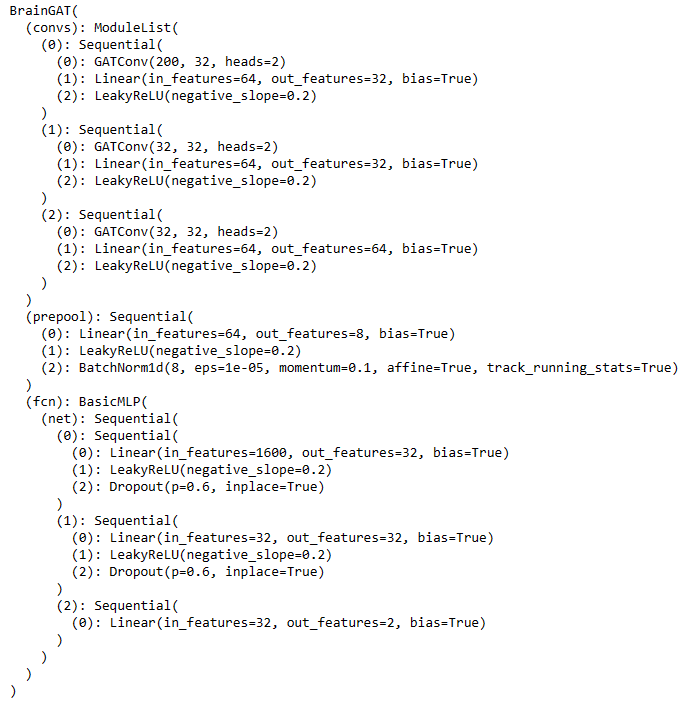 BrainGAT(
  (convs): ModuleList(
    (0): Sequential(
      (0): GATConv(200, 32, heads=2)
      (1): Linear(in_features=64, out_features=32, bias=True)
      (2): LeakyReLU(negative_slope=0.2)
    )
    (1): Sequential(
      (0): GATConv(32, 32, heads=2)
      (1): Linear(in_features=64, out_features=32, bias=True)
      (2): LeakyReLU(negative_slope=0.2)
    )
    (2): Sequential(
      (0): GATConv(32, 32, heads=2)
      (1): Linear(in_features=64, out_features=64, bias=True)
      (2): LeakyReLU(negative_slope=0.2)
    )
  )
  (prepool): Sequential(
    (0): Linear(in_features=64, out_features=8, bias=True)
    (1): LeakyReLU(negative_slope=0.2)
    (2): BatchNorm1d(8, eps=1e-05, momentum=0.1, affine=True, track_running_stats=True)
  )
  (fcn): BasicMLP(
    (net): Sequential(
      (0): Sequential(
        (0): Linear(in_features=1600, out_features=32, bias=True)
        (1): LeakyReLU(negative_slope=0.2)
        (2): Dropout(p=0.6, inplace=True)
      )
      (1): Sequential(
        (0): Linear(in_features=32, out_features=32, bias=True)
        (1): LeakyReLU(negative_slope=0.2)
        (2): Dropout(p=0.6, inplace=True)
      )
      (2): Sequential(
        (0): Linear(in_features=32, out_features=2, bias=True)
      )
    )
  )
)